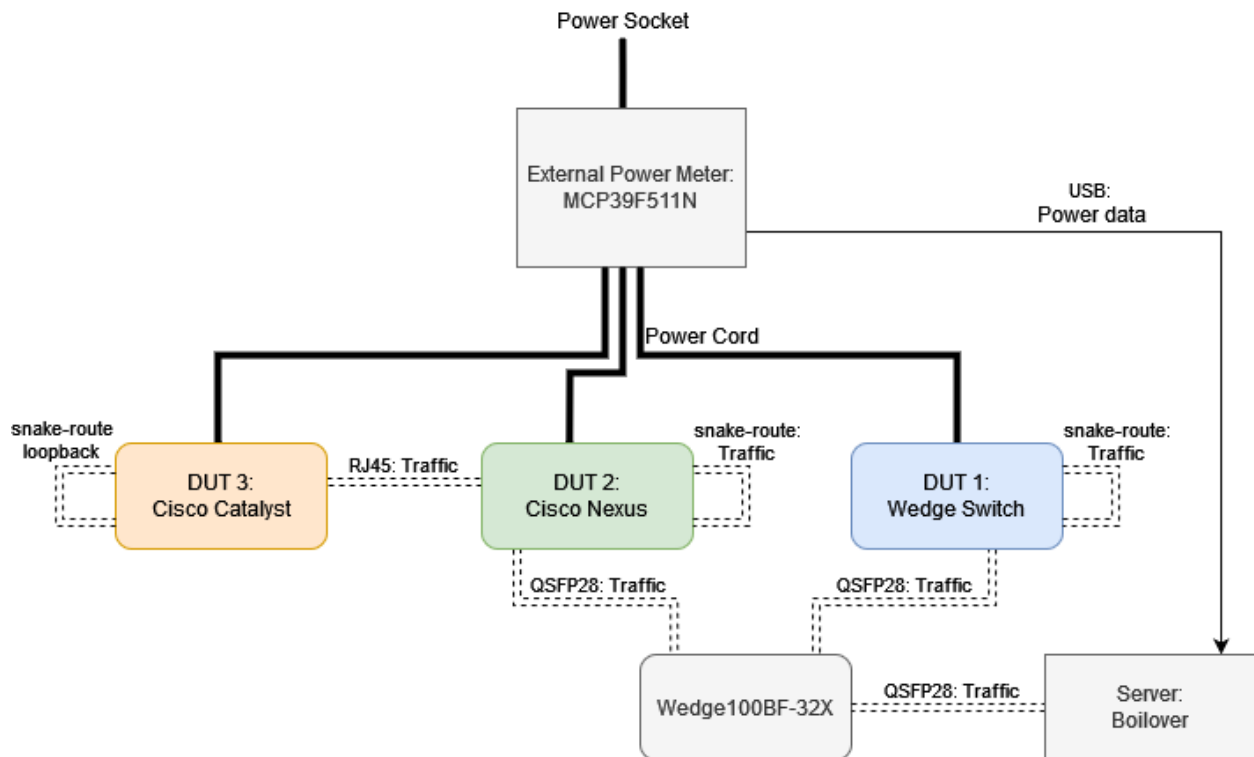 Power Socket
External Power Meter:
MCP39F511N
USB:
Power data
Power Cord
snake-route
loopback
DUT 3:
Cisco Catalyst
RJ45: Traffic
DUT 2:
Cisco Nexus
snake-route:
Traffic
DUT 1:
Wedge Switch
snake-route:
Traffic
QSFP28: Traffic
QSFP28: Traffic
Wedge100BF-32X
QSFP28: Traffic
Server:
Boilover